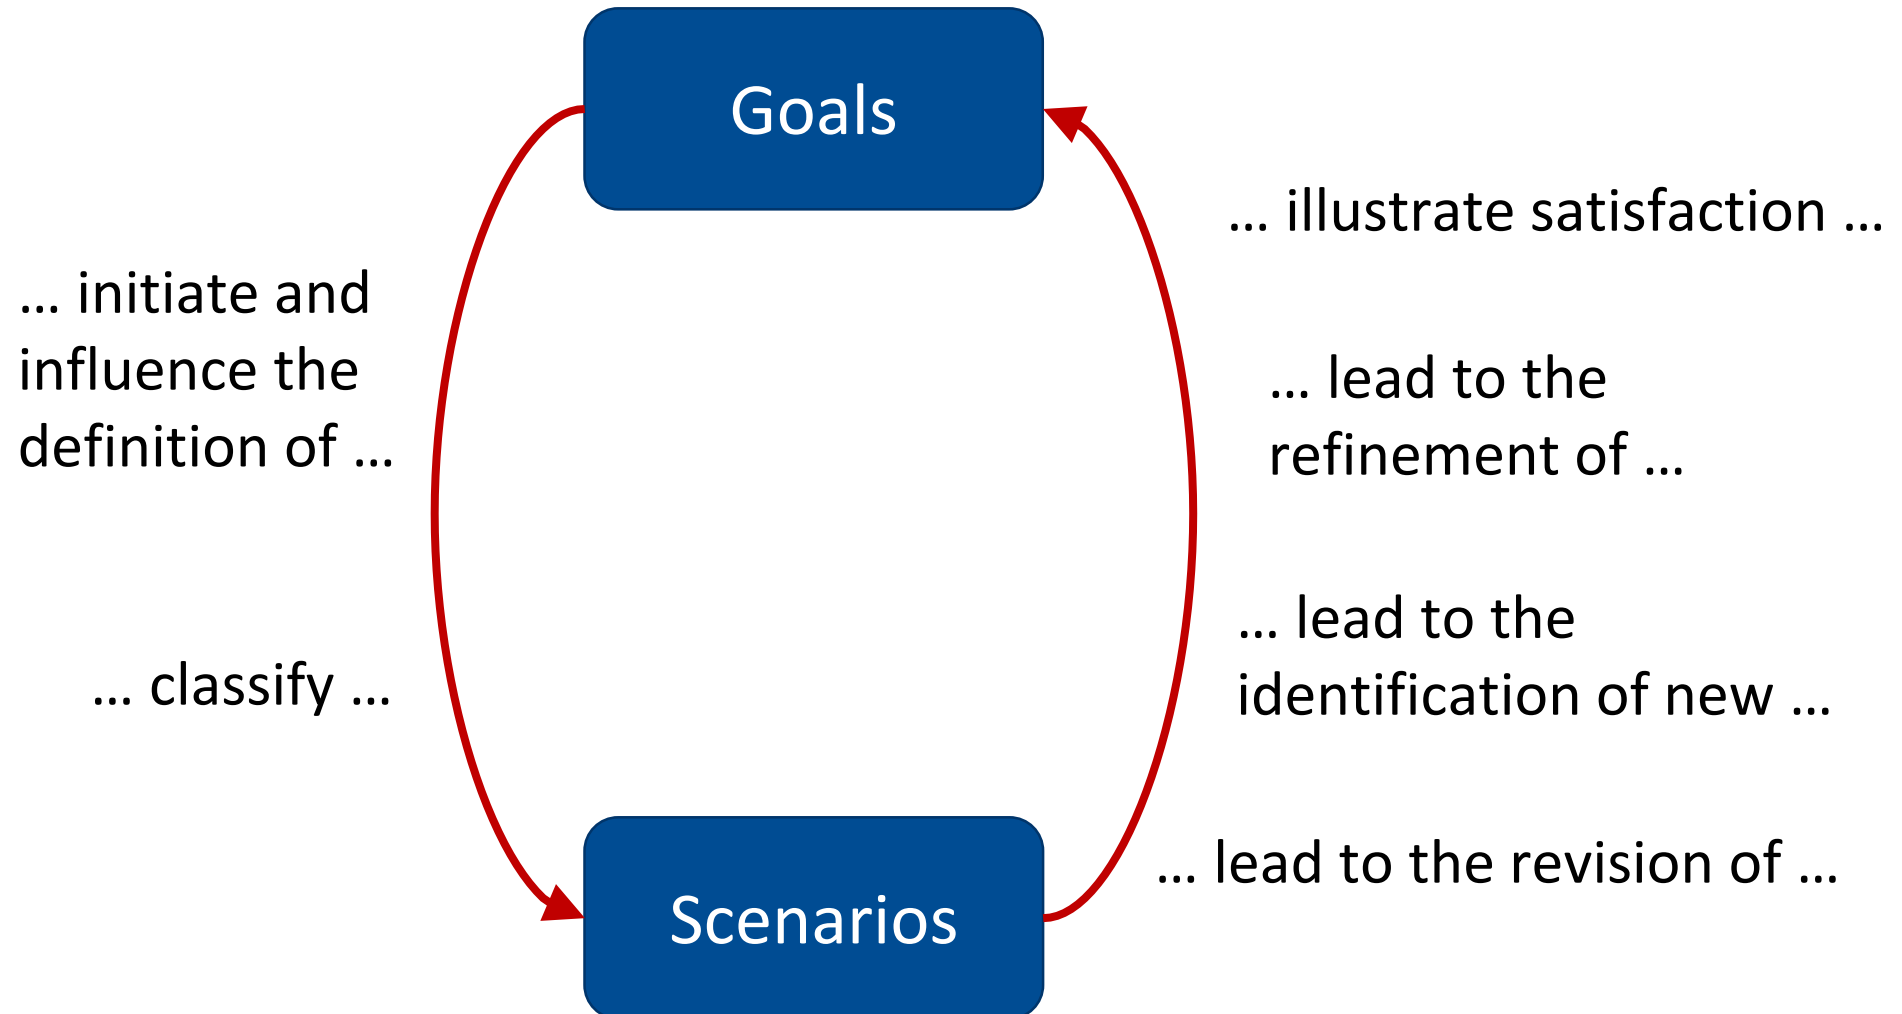 Goals
… illustrate satisfaction …
… initiate and
influence the
definition of …
… lead to the
refinement of …
… lead to the
identification of new …
… classify …
… lead to the revision of …
Scenarios